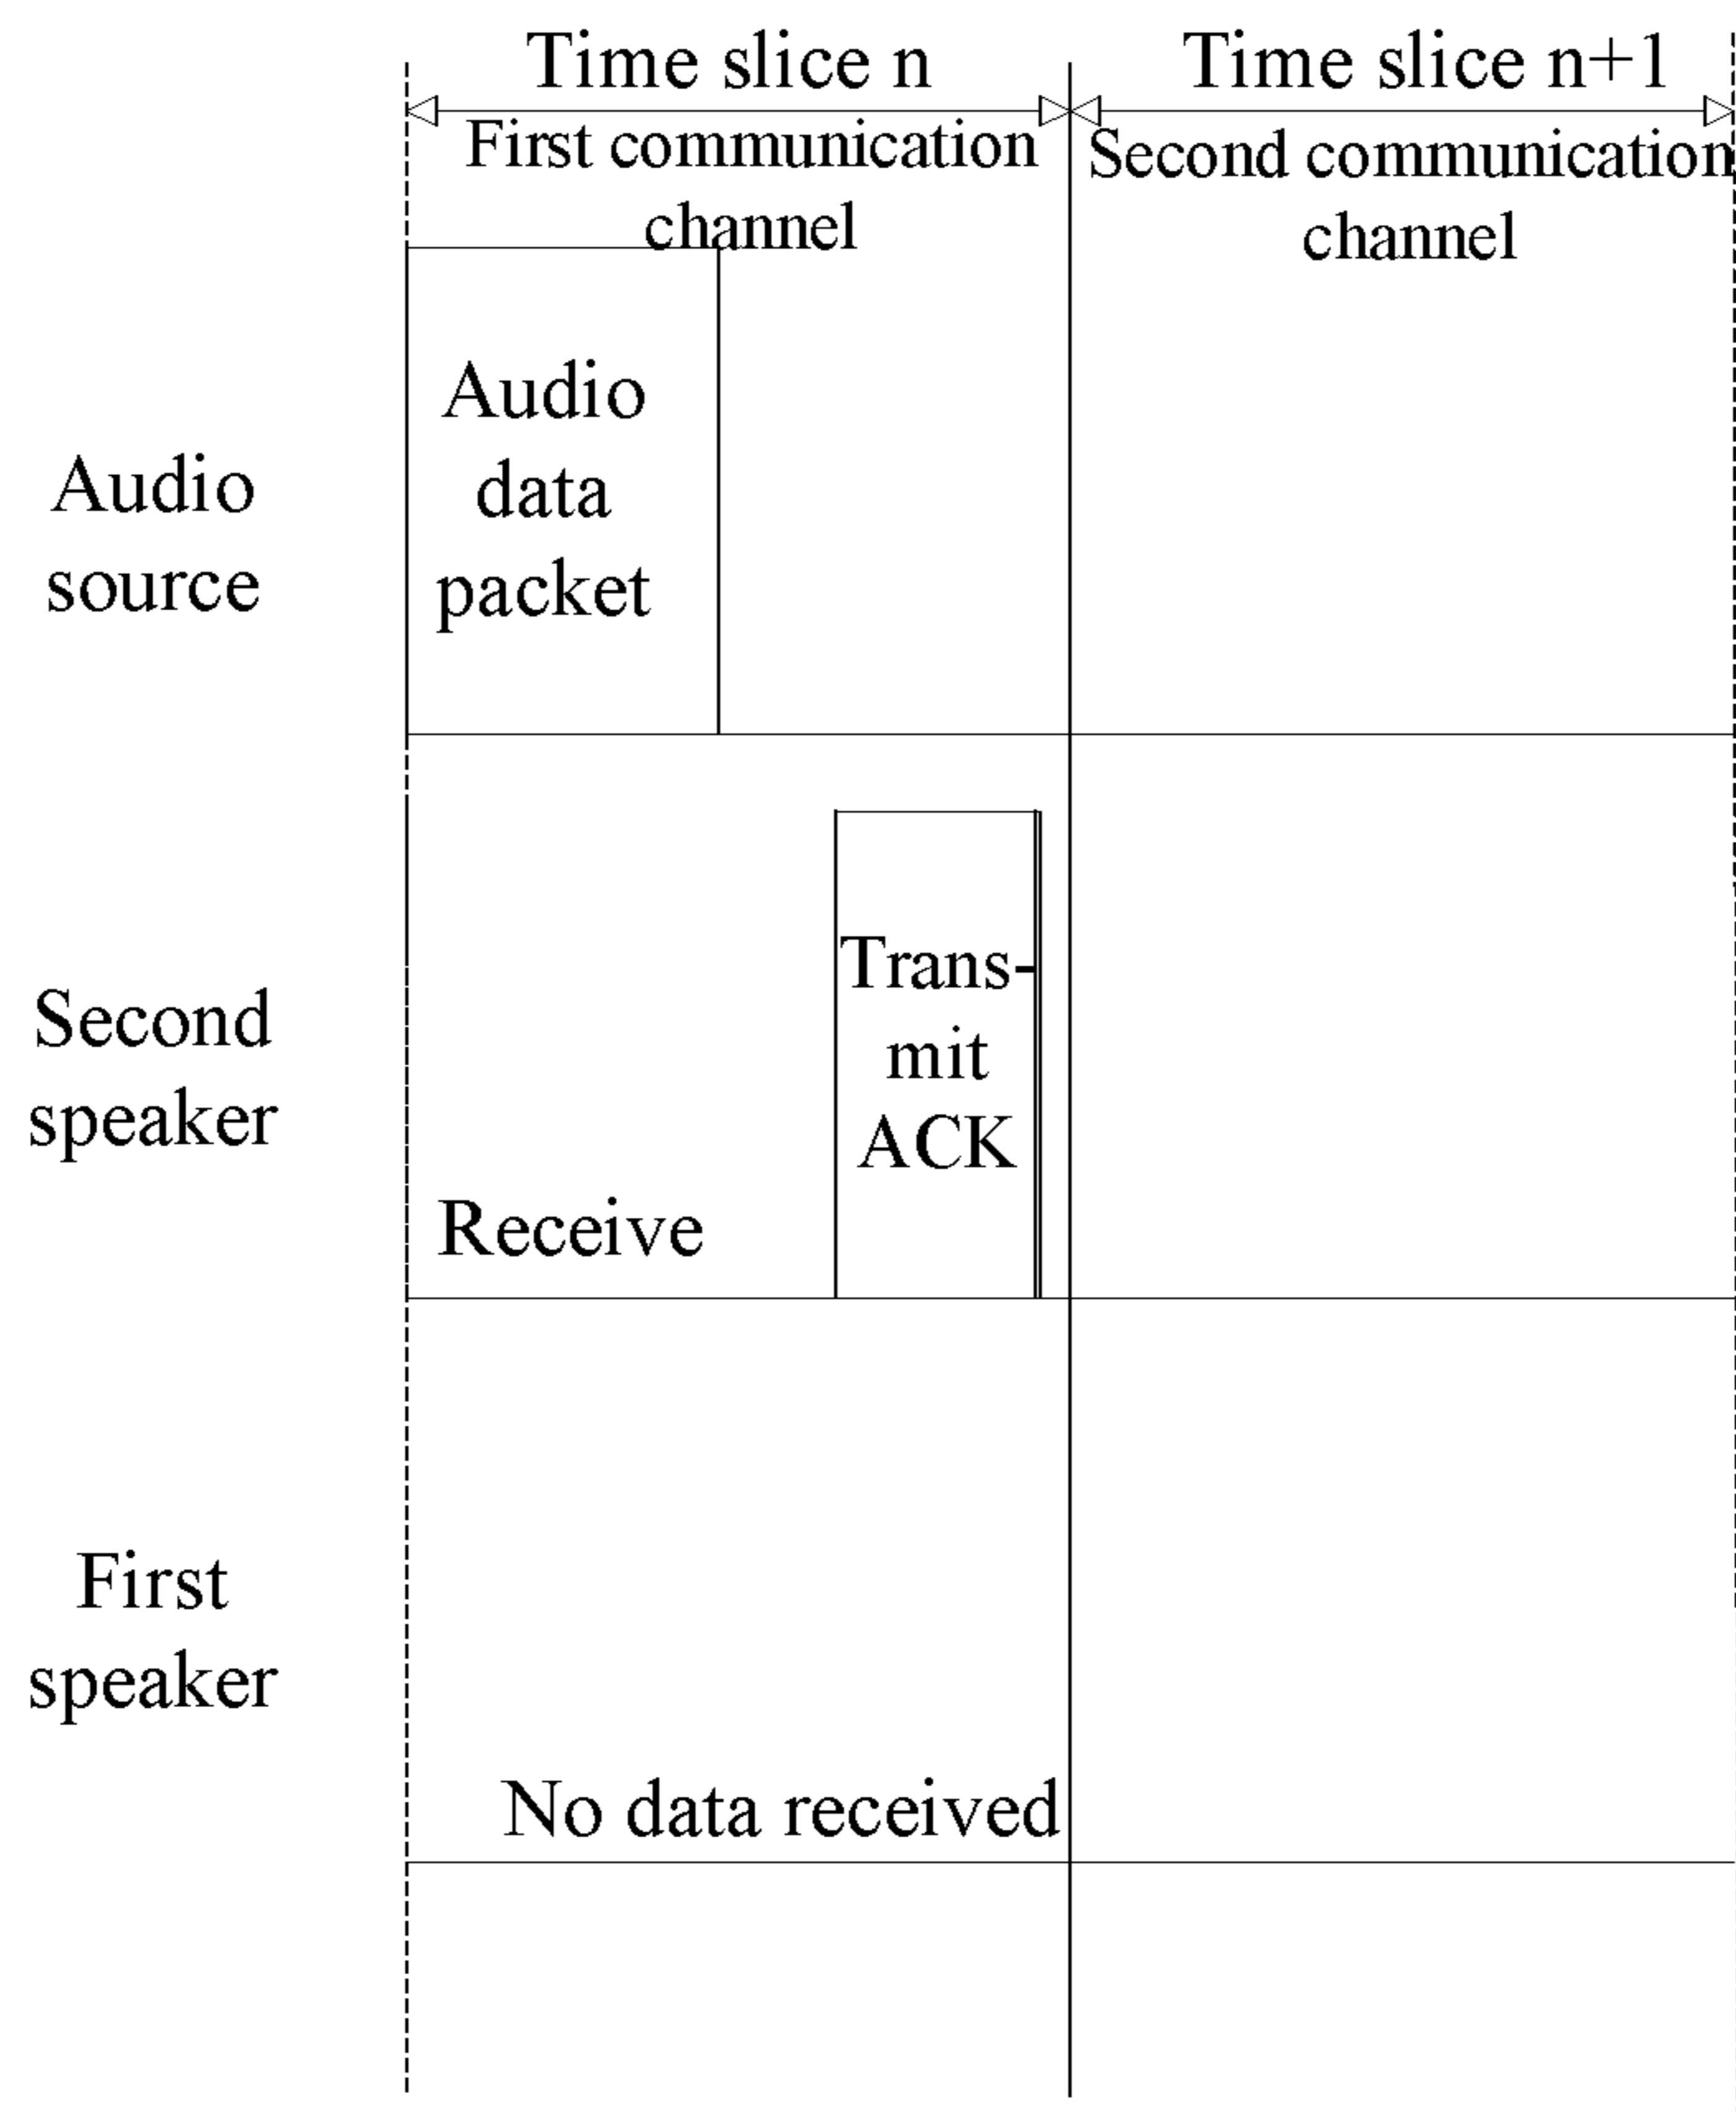 Time slice n
Time slice n+1
First communication
channel
Second communication
channel
Audio
source
Audio
data
packet
Second
speaker
Receive
Trans-
mit
ACK
First
speaker
No data received